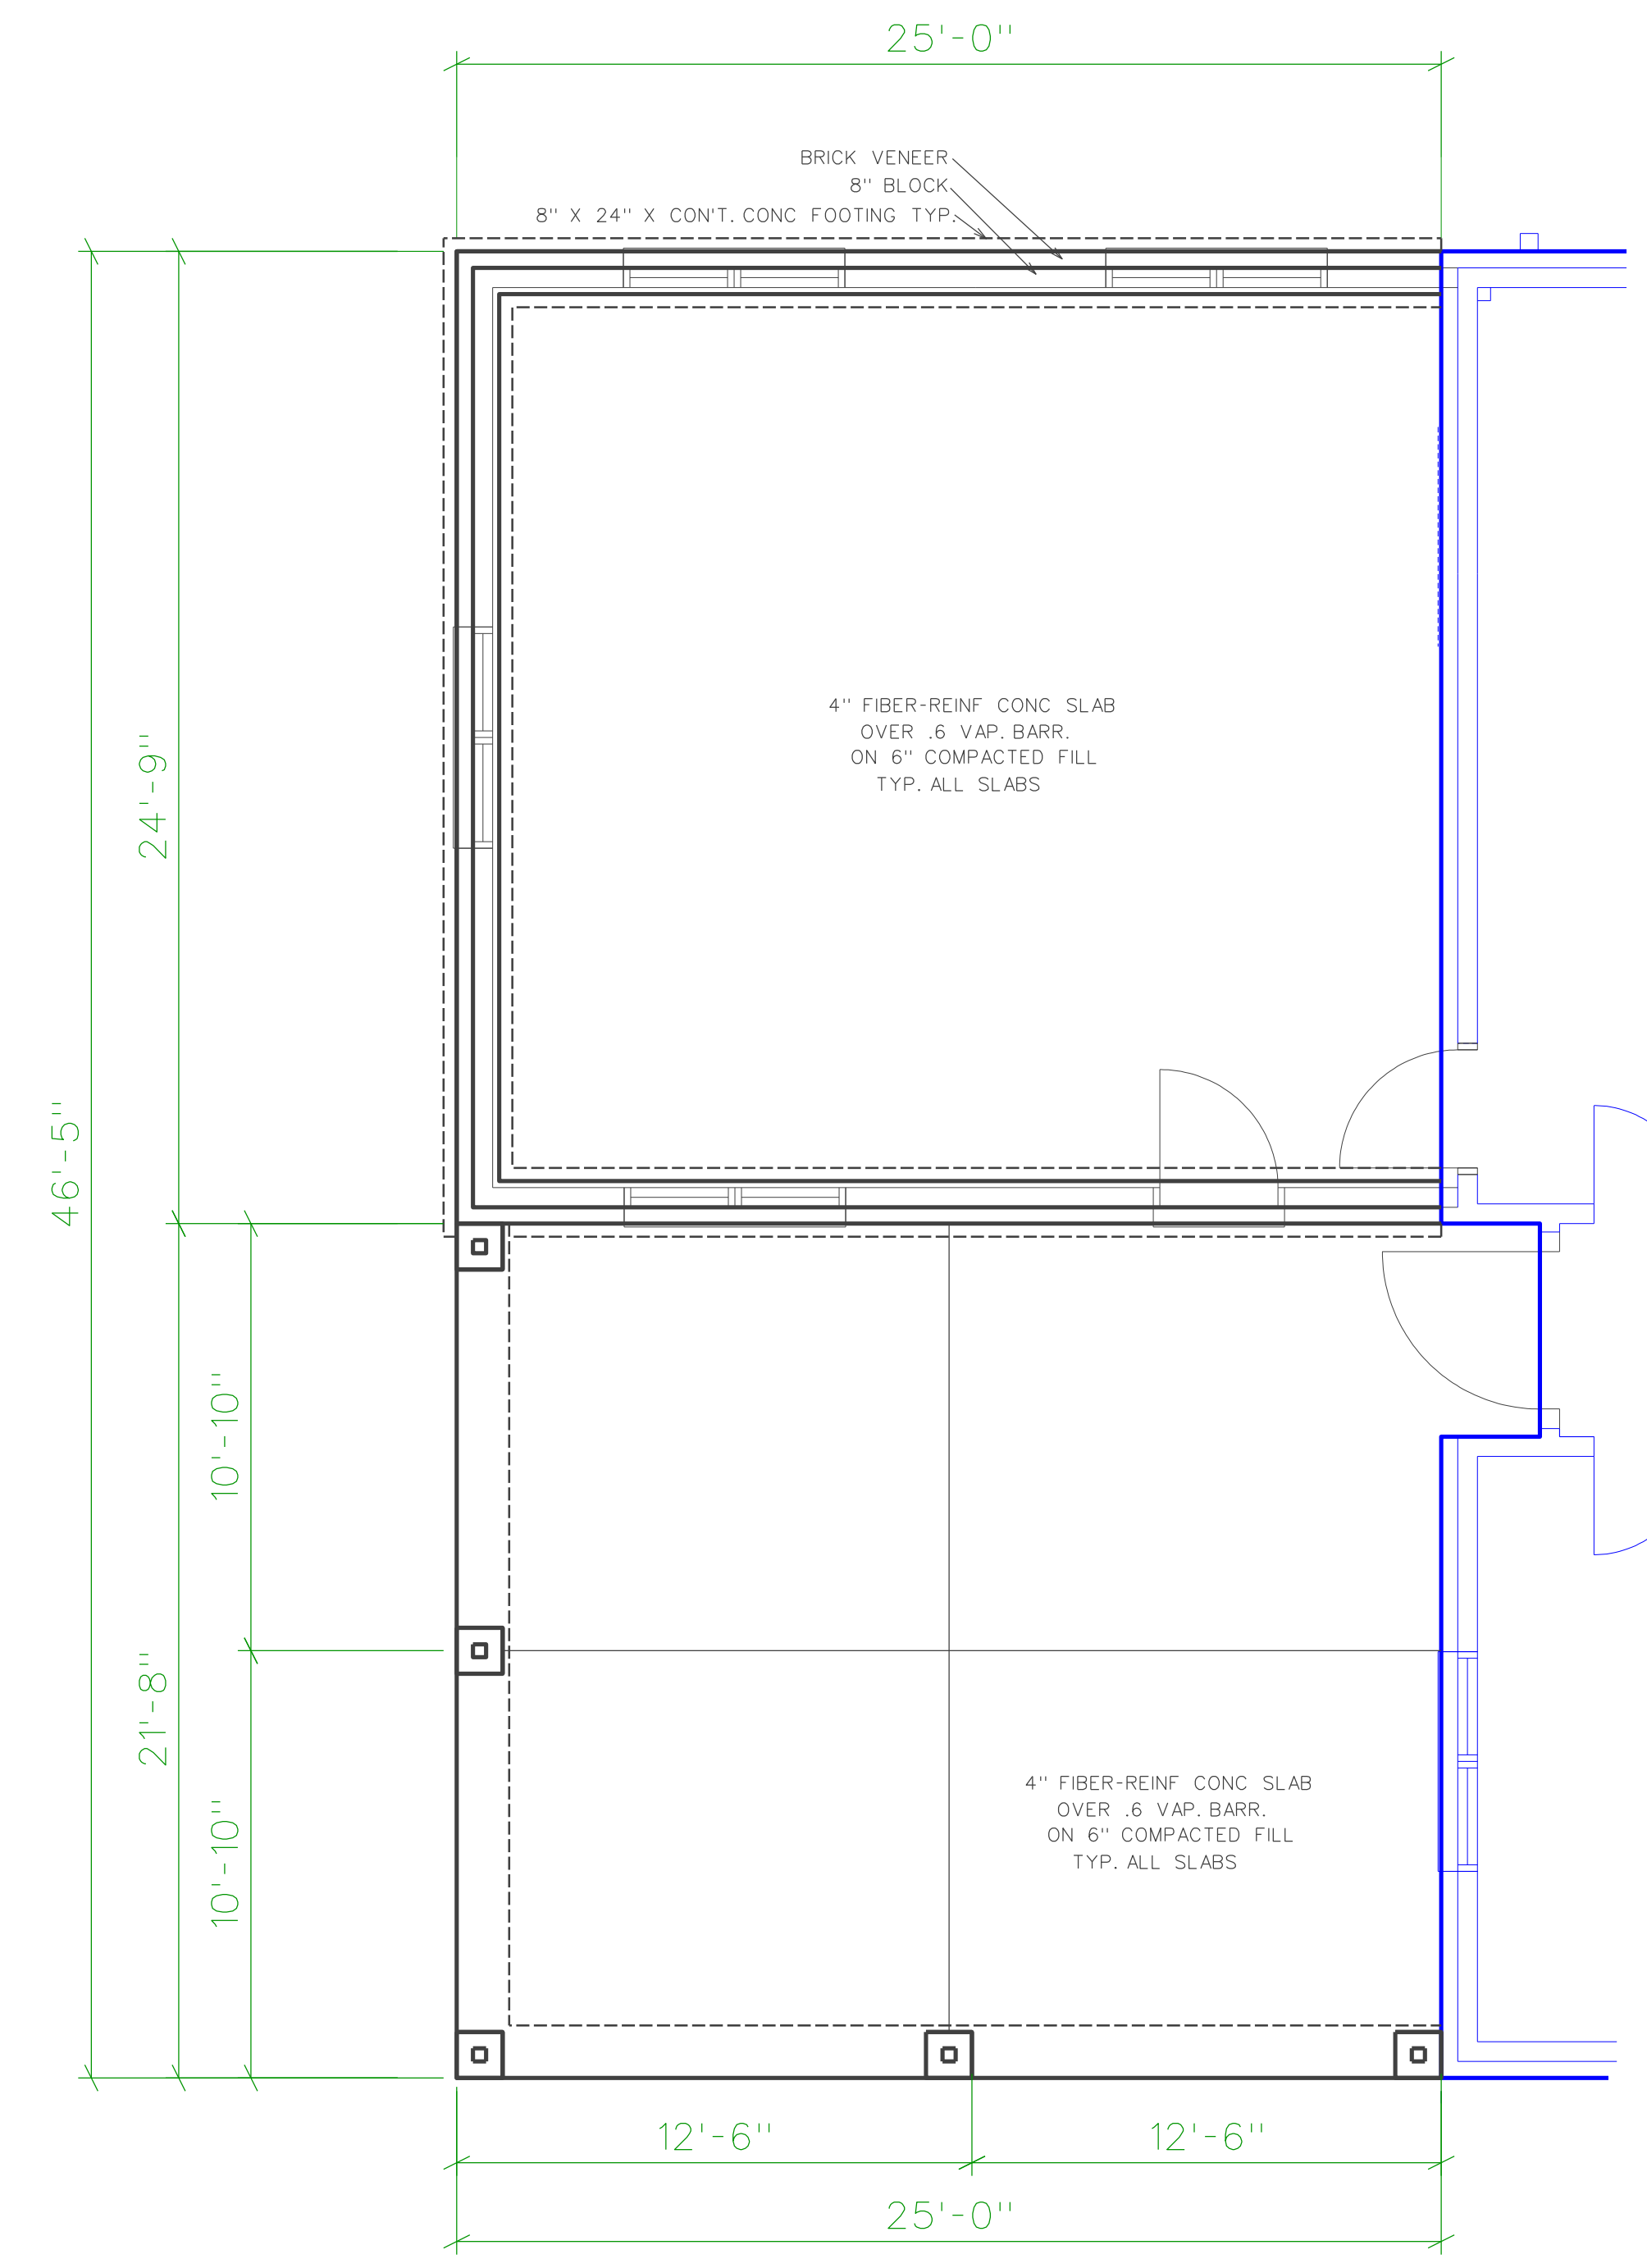 25'-0"
BRICK VENEER
8" BLOCK
8" X 24" X CON'T. CONC FOOTING TYP.
4" FIBER-REINF CONC SLAB
OVER .6 VAP. BARR.
ON 6" COMPACTED FILL
TYP. ALL SLABS
24'-9"
46'-5"
10'-10"
21'-8"
10'-10"
4" FIBER-REINF CONC SLAB
OVER .6 VAP. BARR.
ON 6" COMPACTED FILL
TYP. ALL SLABS
12'-6"
12'-6"
25'-0"